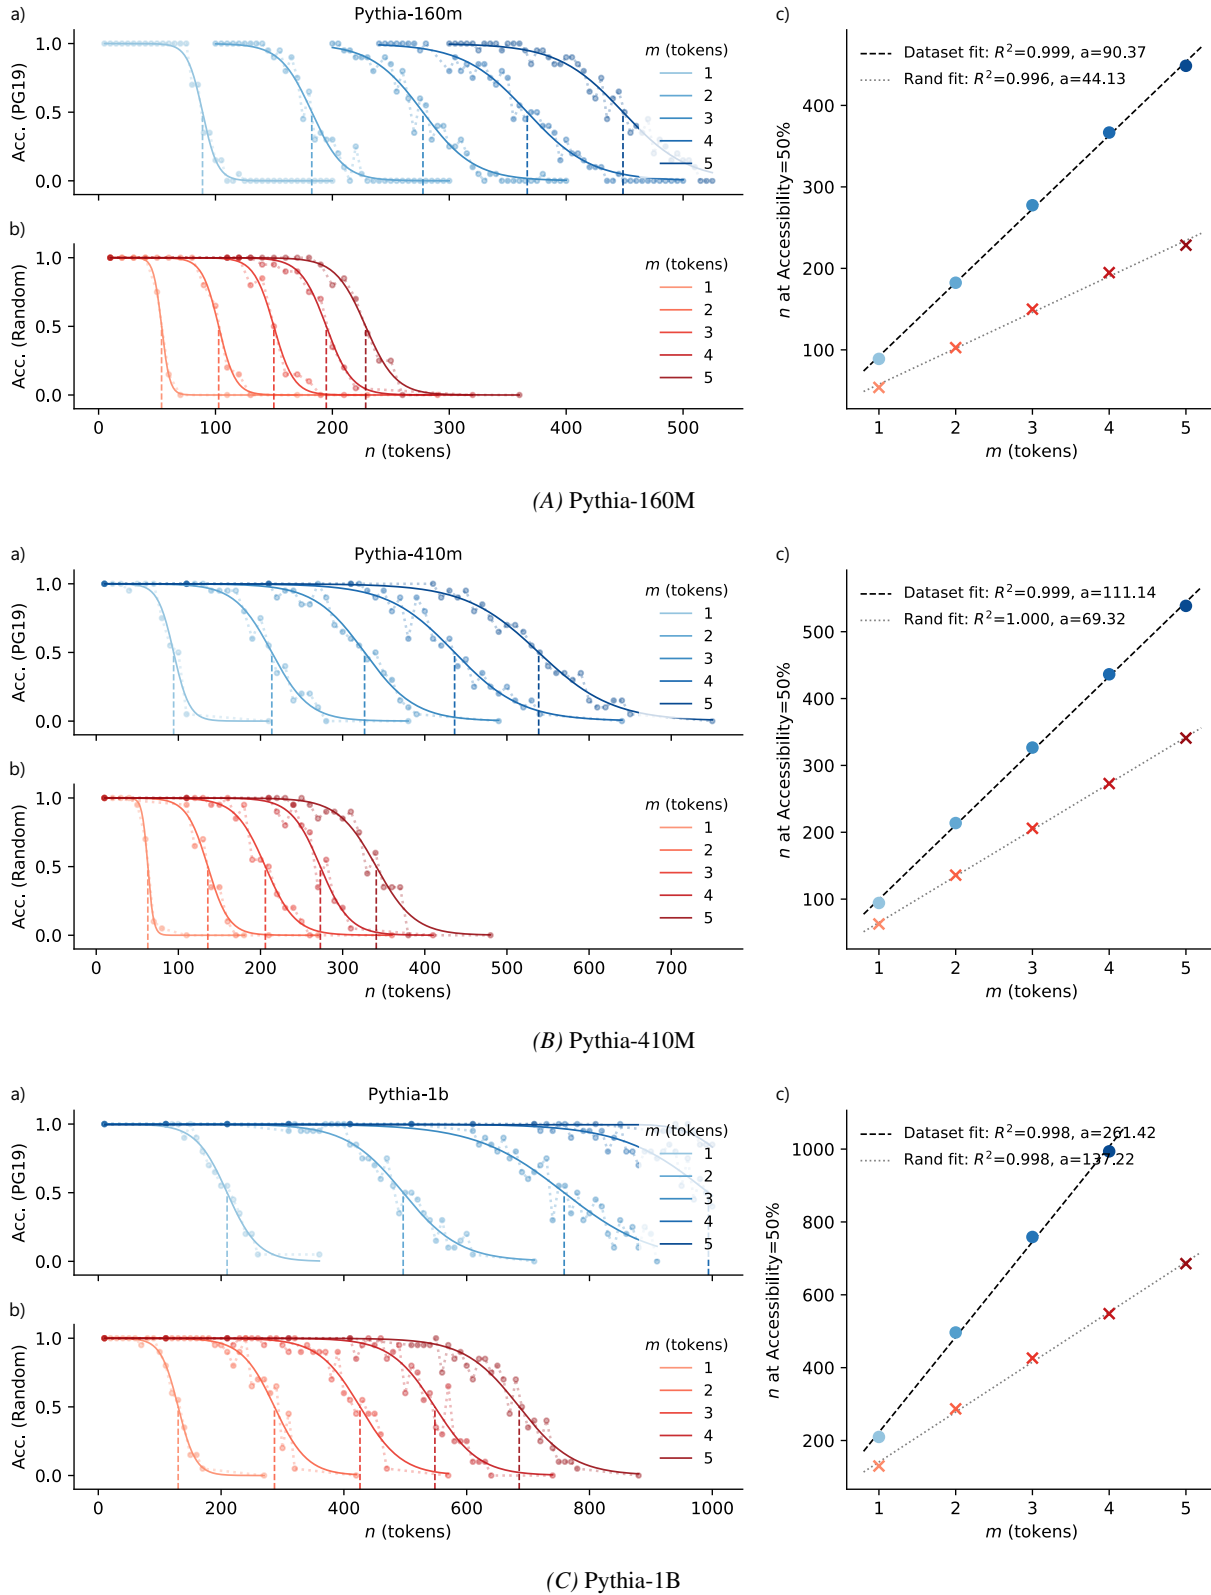 a)
Pythia-160m
1.0
0.5
0.0
Acc. (PG19)
m (tokens)
1
2
3
4
5
b)
1.0
0.5
0.0
Acc. (Random)
m (tokens)
1
2
3
4
5
0 100 200 300 400 500
n (tokens)
c)
Dataset fit: R²=0.999, a=90.37
Rand fit: R²=0.996, a=44.13
400
300
200
100
n at Accessibility=50%
1 2 3 4 5
m (tokens)
(A) Pythia-160M
a)
Pythia-410m
1.0
0.5
0.0
Acc. (PG19)
m (tokens)
1
2
3
4
5
b)
1.0
0.5
0.0
Acc. (Random)
m (tokens)
1
2
3
4
5
0 100 200 300 400 500 600 700
n (tokens)
c)
Dataset fit: R²=0.999, a=111.14
Rand fit: R²=1.000, a=69.32
500
400
300
200
100
n at Accessibility=50%
1 2 3 4 5
m (tokens)
(B) Pythia-410M
a)
Pythia-1b
1.0
0.5
0.0
Acc. (PG19)
m (tokens)
1
2
3
4
5
b)
1.0
0.5
0.0
Acc. (Random)
m (tokens)
1
2
3
4
5
0 200 400 600 800 1000
n (tokens)
c)
Dataset fit: R²=0.998, a=261.42
Rand fit: R²=0.998, a=137.22
1000
800
600
400
200
n at Accessibility=50%
1 2 3 4 5
m (tokens)
(C) Pythia-1B